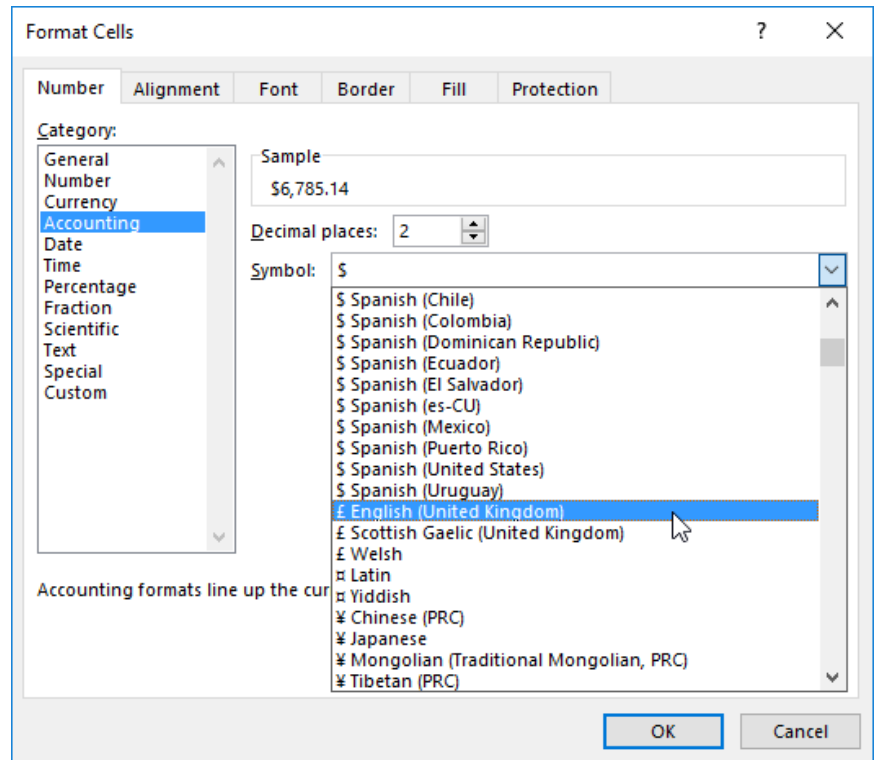 Format Cells ?
Number Alignment Font Border Fill Protection
Category:
General
Number
Currency
Accounting
Date
Time
Percentage
Fraction
Scientific
Text
Special
Custom
Sample
$6,785.14
Decimal places: 2
Symbol: $
$ Spanish (Chile)
$ Spanish (Colombia)
$ Spanish (Dominican Republic)
$ Spanish (Ecuador)
$ Spanish (El Salvador)
$ Spanish (es-CU)
$ Spanish (Mexico)
$ Spanish (Puerto Rico)
$ Spanish (United States)
$ Spanish (Uruguay)
£ English (United Kingdom)
£ Scottish Gaelic (United Kingdom)
£ Welsh
¤ Latin
¤ Yiddish
¥ Chinese (PRC)
¥ Japanese
¥ Mongolian (Traditional Mongolian, PRC)
¥ Tibetan (PRC)
Accounting formats line up the cur
OK Cancel